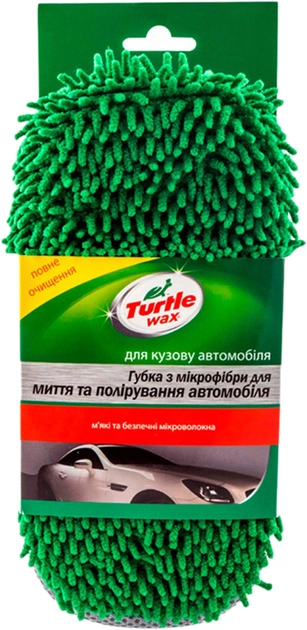 повне
очищення
Turtle
wax
для кузову автомобіля
Губка з мікрофібри для
миття та полірування автомобіля
м'які та безпечні мікроволокна